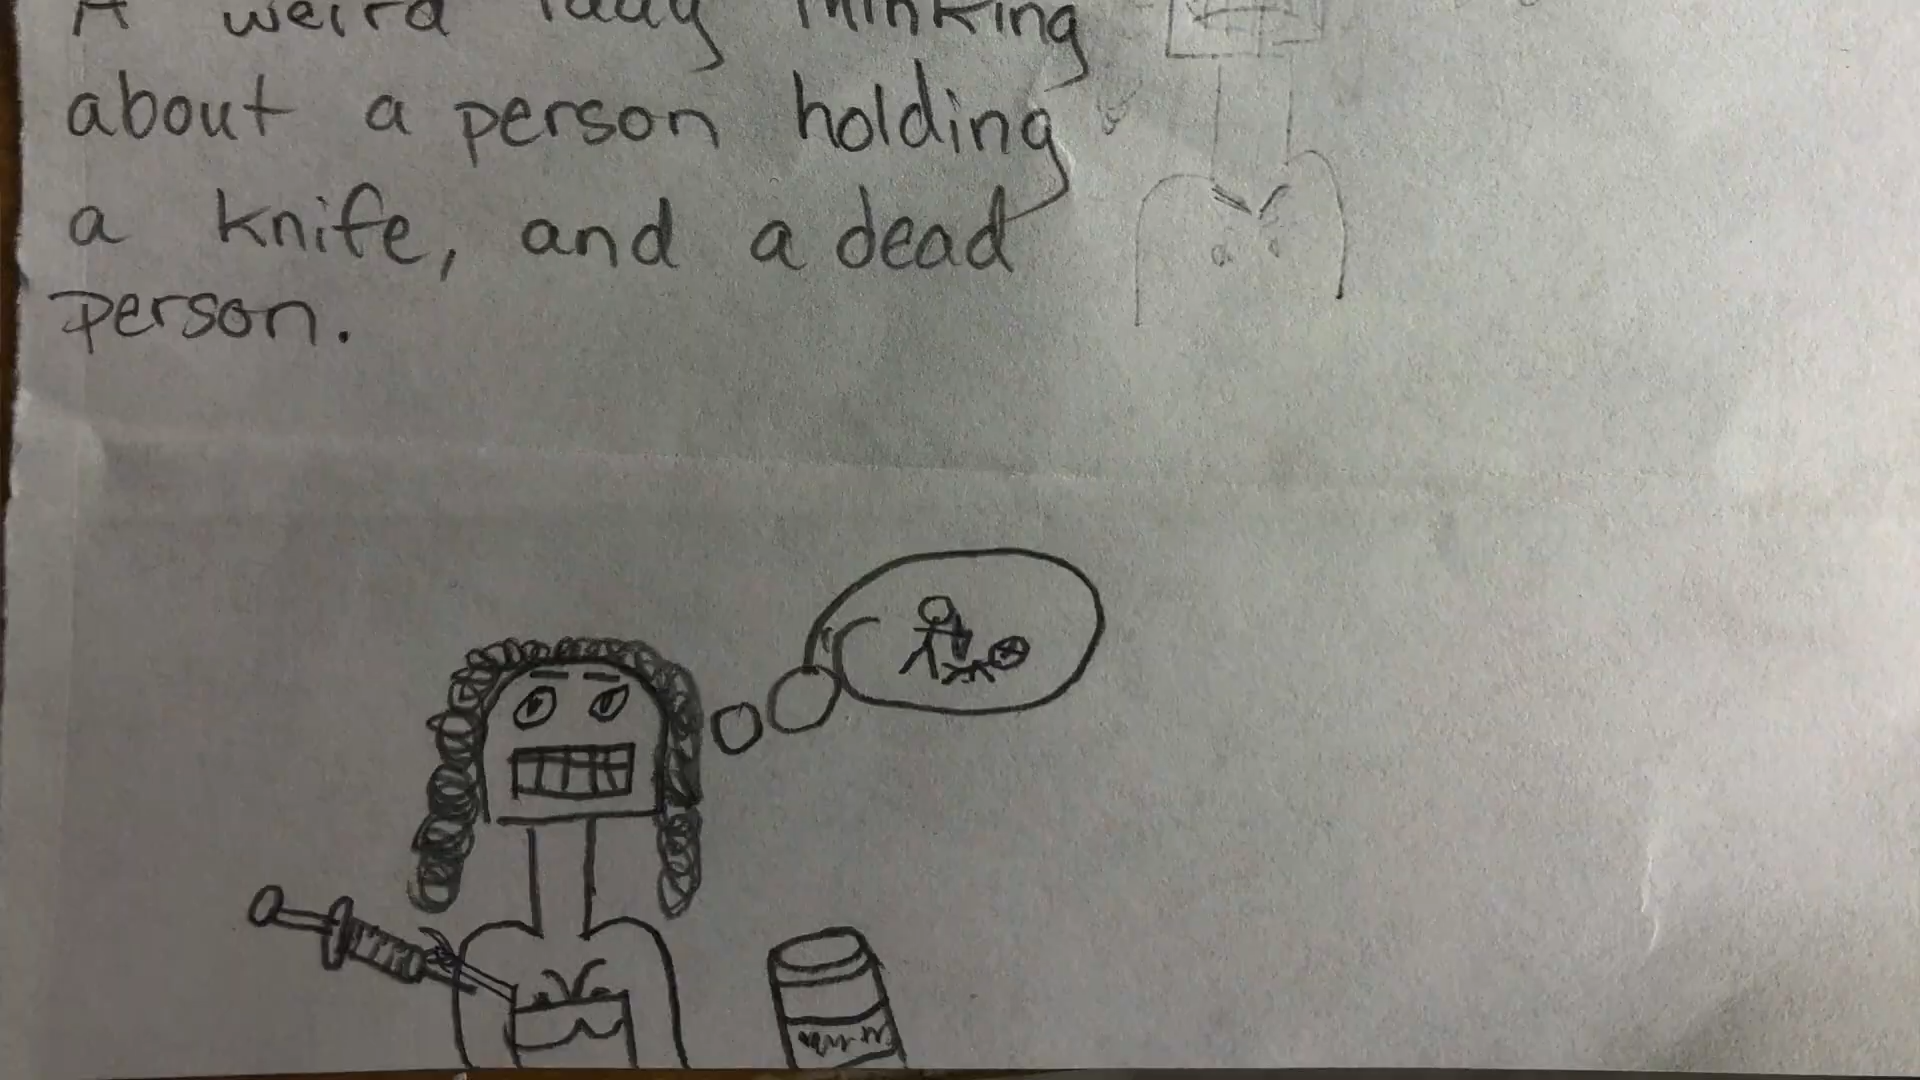 A weird lady thinking
about a person holding
a knife, and a dead
person.